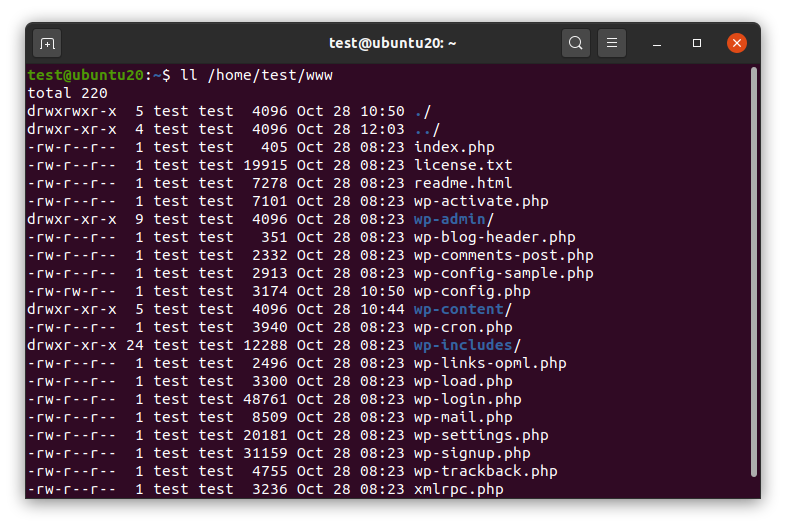 test@ubuntu20: ~
test@ubuntu20:~$ ll /home/test/www
total 220
drwxrwxr-x  5 test test  4096 Oct 28 10:50 ./
drwxr-xr-x  4 test test  4096 Oct 28 12:03 ../
-rw-r--r--  1 test test   405 Oct 28 08:23 index.php
-rw-r--r--  1 test test 19915 Oct 28 08:23 license.txt
-rw-r--r--  1 test test  7278 Oct 28 08:23 readme.html
-rw-r--r--  1 test test  7101 Oct 28 08:23 wp-activate.php
drwxr-xr-x  9 test test  4096 Oct 28 08:23 wp-admin/
-rw-r--r--  1 test test   351 Oct 28 08:23 wp-blog-header.php
-rw-r--r--  1 test test  2332 Oct 28 08:23 wp-comments-post.php
-rw-r--r--  1 test test  2913 Oct 28 08:23 wp-config-sample.php
-rw-rw-r--  1 test test  3174 Oct 28 10:50 wp-config.php
drwxr-xr-x  5 test test  4096 Oct 28 10:44 wp-content/
-rw-r--r--  1 test test  3940 Oct 28 08:23 wp-cron.php
drwxr-xr-x 24 test test 12288 Oct 28 08:23 wp-includes/
-rw-r--r--  1 test test  2496 Oct 28 08:23 wp-links-opml.php
-rw-r--r--  1 test test  3300 Oct 28 08:23 wp-load.php
-rw-r--r--  1 test test 48761 Oct 28 08:23 wp-login.php
-rw-r--r--  1 test test  8509 Oct 28 08:23 wp-mail.php
-rw-r--r--  1 test test 20181 Oct 28 08:23 wp-settings.php
-rw-r--r--  1 test test 31159 Oct 28 08:23 wp-signup.php
-rw-r--r--  1 test test  4755 Oct 28 08:23 wp-trackback.php
-rw-r--r--  1 test test  3236 Oct 28 08:23 xmlrpc.php